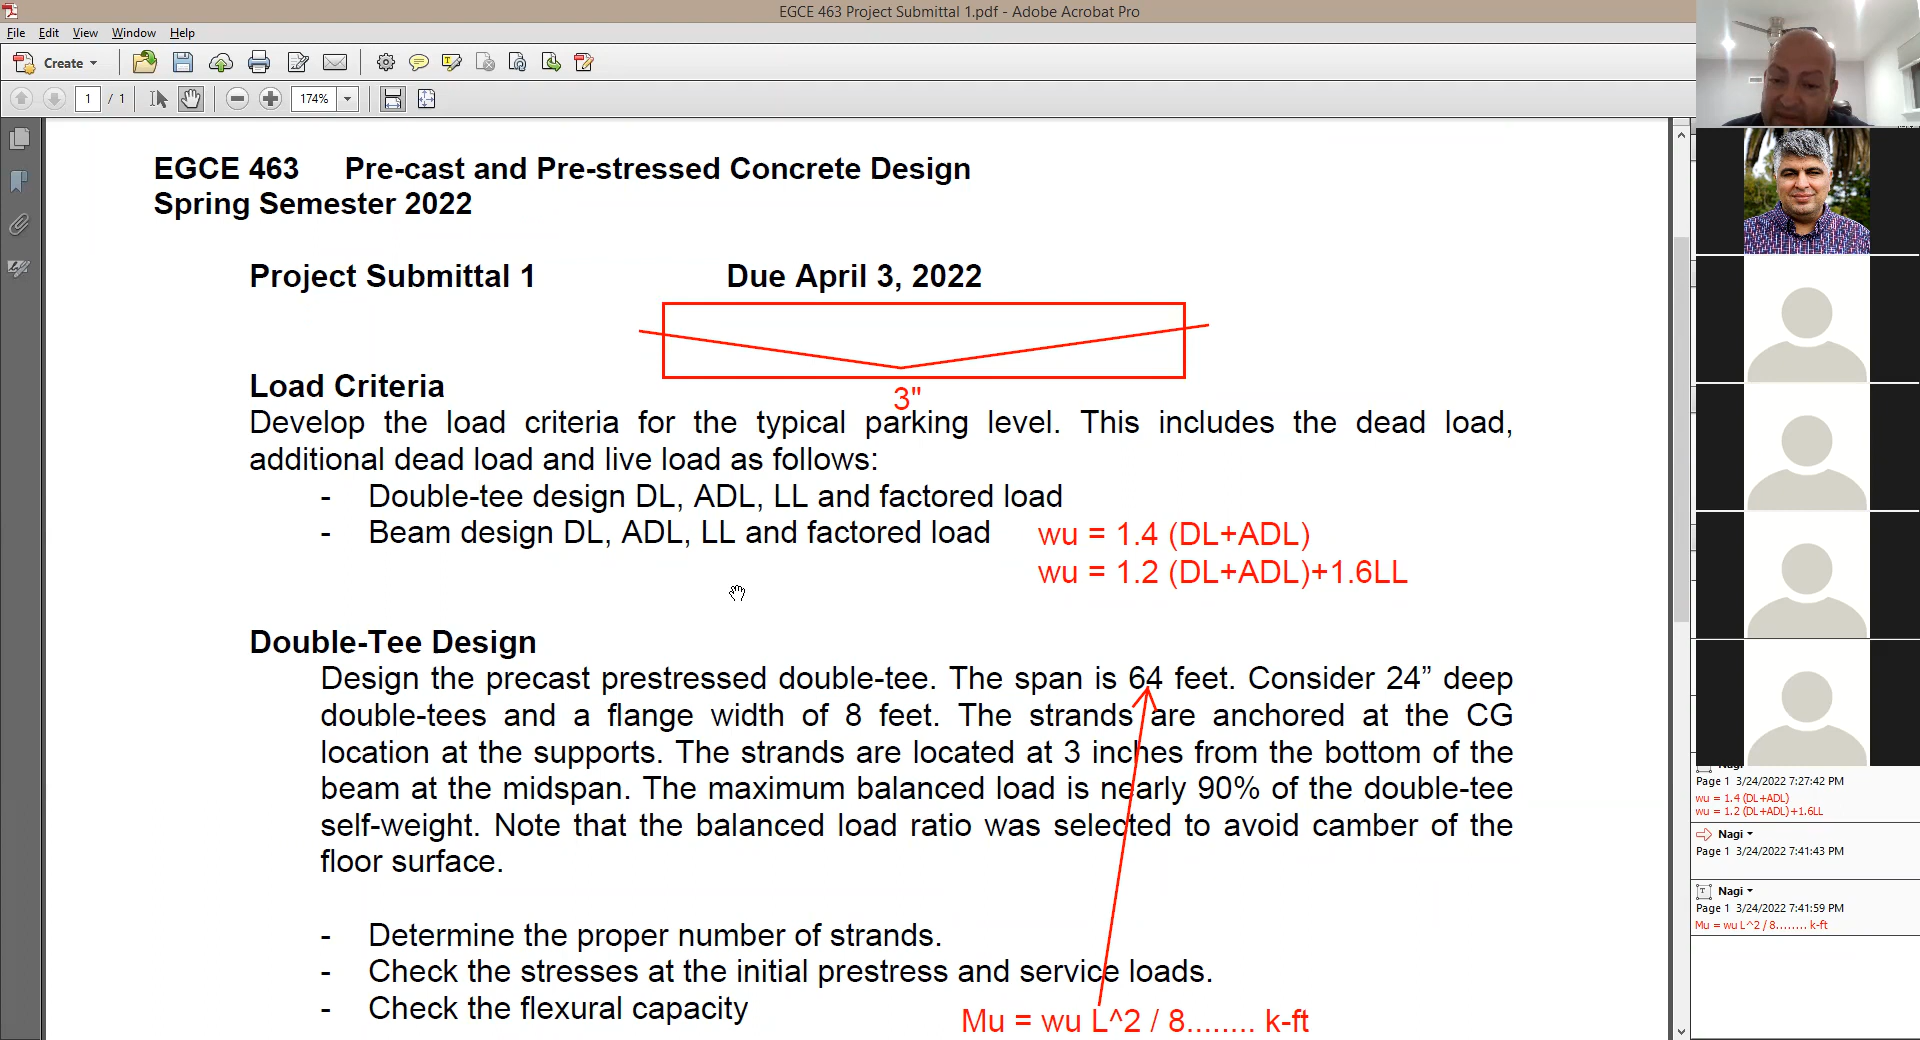 EGCE 463 Project Submittal 1.pdf - Adobe Acrobat Pro
File Edit View Window Help
Create
1 / 1 174%
EGCE 463 Pre-cast and Pre-stressed Concrete Design
Spring Semester 2022
Project Submittal 1 Due April 3, 2022
3"
Load Criteria
Develop the load criteria for the typical parking level. This includes the dead load,
additional dead load and live load as follows:
- Double-tee design DL, ADL, LL and factored load
- Beam design DL, ADL, LL and factored load
wu = 1.4 (DL+ADL)
wu = 1.2 (DL+ADL)+1.6LL
Double-Tee Design
Design the precast prestressed double-tee. The span is 64 feet. Consider 24” deep
double-tees and a flange width of 8 feet. The strands are anchored at the CG
location at the supports. The strands are located at 3 inches from the bottom of the
beam at the midspan. The maximum balanced load is nearly 90% of the double-tee
self-weight. Note that the balanced load ratio was selected to avoid camber of the
floor surface.
- Determine the proper number of strands.
- Check the stresses at the initial prestress and service loads.
- Check the flexural capacity
Mu = wu L^2 / 8........ k-ft
Page 1 3/24/2022 7:27:42 PM
wu = 1.4 (DL+ADL)
wu = 1.2 (DL+ADL)+1.6LL
Nagi
Page 1 3/24/2022 7:41:43 PM
Nagi
Page 1 3/24/2022 7:41:59 PM
Mu = wu L^2 / 8........ k-ft